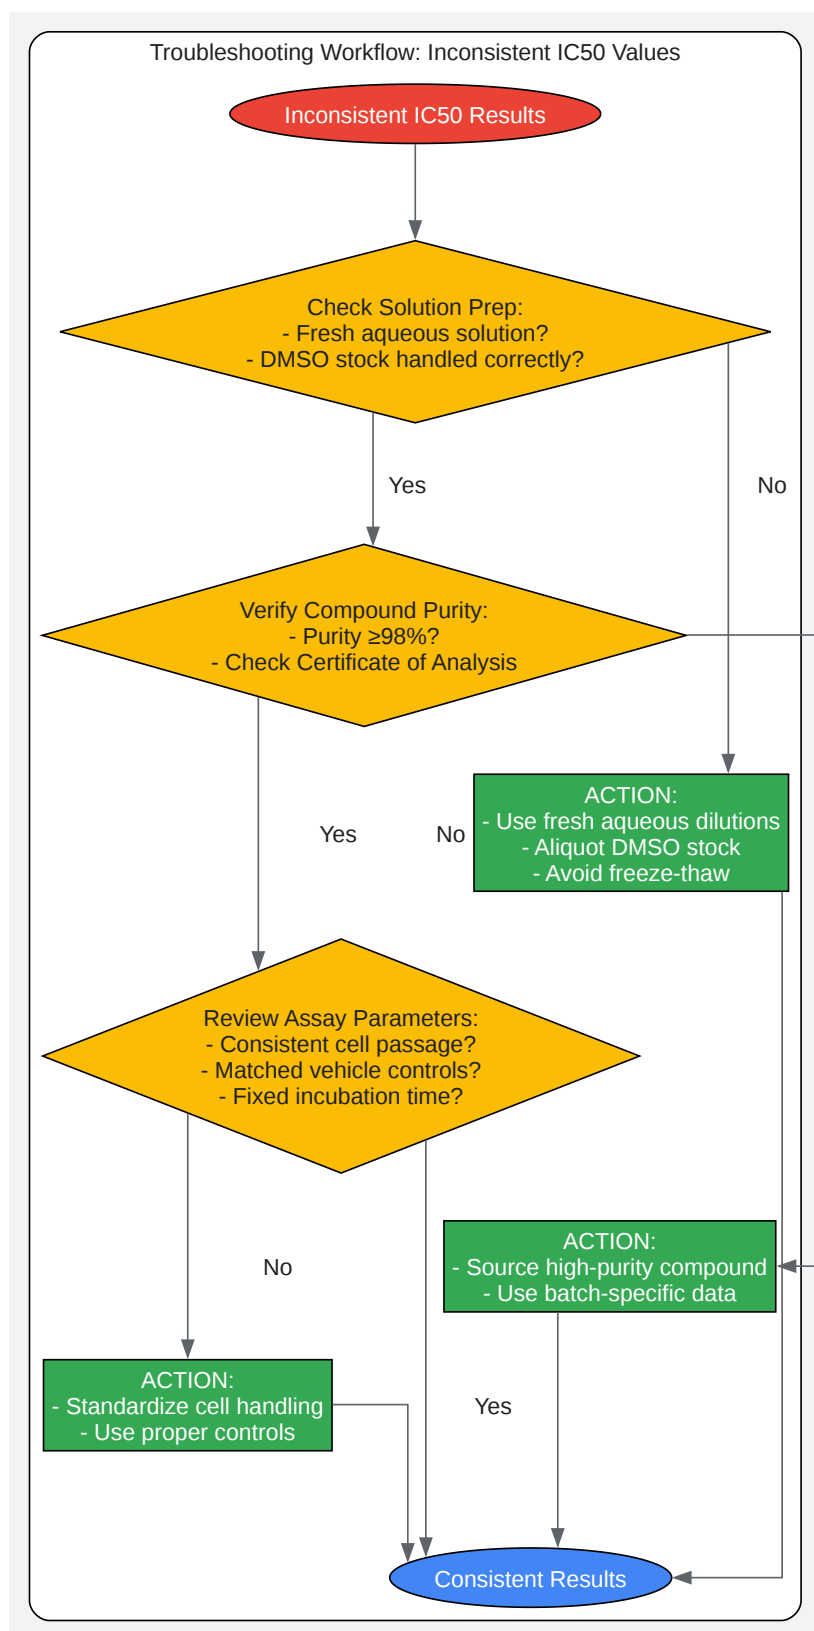 Troubleshooting Workflow: Inconsistent IC50 Values
Inconsistent IC50 Results
Check Solution Prep:
- Fresh aqueous solution?
- DMSO stock handled correctly?
Yes
No
Verify Compound Purity:
- Purity ≥98%?
- Check Certificate of Analysis
Yes
No
ACTION:
- Use fresh aqueous dilutions
- Aliquot DMSO stock
- Avoid freeze-thaw
Review Assay Parameters:
- Consistent cell passage?
- Matched vehicle controls?
- Fixed incubation time?
No
ACTION:
- Source high-purity compound
- Use batch-specific data
ACTION:
- Standardize cell handling
- Use proper controls
Yes
Consistent Results